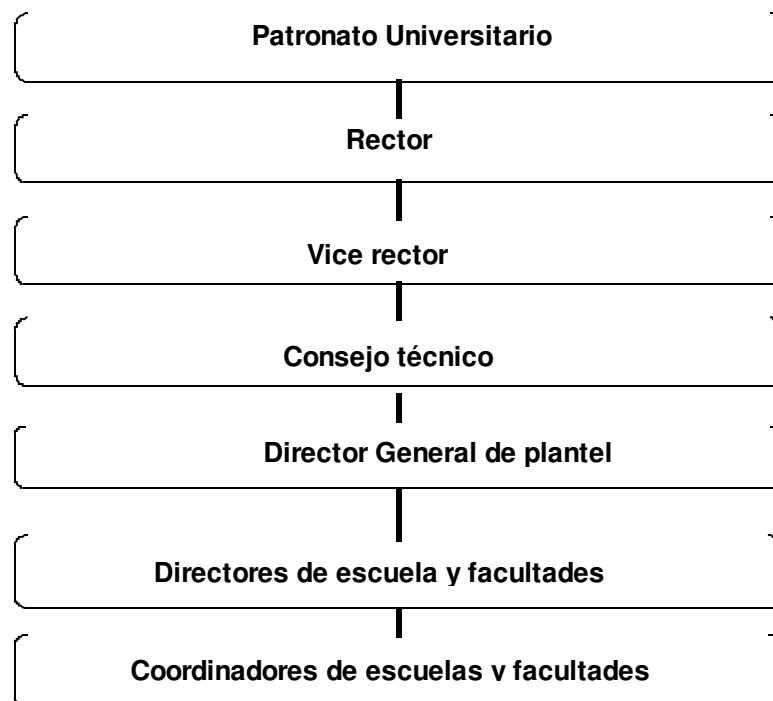 Patronato Universitario
Rector
Vice rector
Consejo técnico
Director General de plantel
Directores de escuela y facultades
Coordinadores de escuelas y facultades